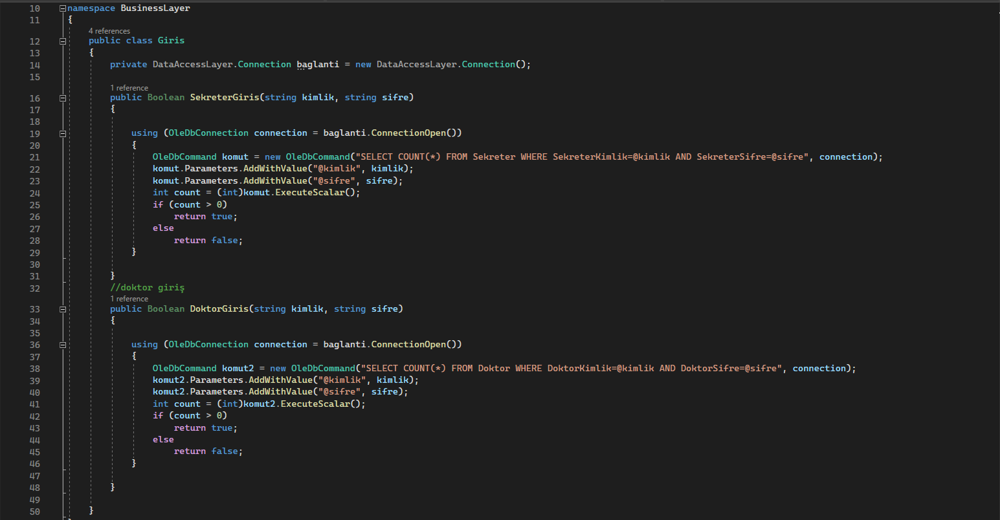 10 namespace BusinessLayer
11 {
4 references
12 public class Giris
13 {
14 private DataAccessLayer.Connection baglanti = new DataAccessLayer.Connection();
15
1 reference
16 public Boolean SekreterGiris(string kimlik, string sifre)
17 {
18
19 using (OleDbConnection connection = baglanti.ConnectionOpen())
20 {
21 OleDbCommand komut = new OleDbCommand("SELECT COUNT(*) FROM Sekreter WHERE SekreterKimlik=@kimlik AND SekreterSifre=@sifre", connection);
22 komut.Parameters.AddWithValue("@kimlik", kimlik);
23 komut.Parameters.AddWithValue("@sifre", sifre);
24 int count = (int)komut.ExecuteScalar();
25 if (count > 0)
26 return true;
27 else
28 return false;
29 }
30
31 }
32 //doktor giriş
1 reference
33 public Boolean DoktorGiris(string kimlik, string sifre)
34 {
35
36 using (OleDbConnection connection = baglanti.ConnectionOpen())
37 {
38 OleDbCommand komut2 = new OleDbCommand("SELECT COUNT(*) FROM Doktor WHERE DoktorKimlik=@kimlik AND DoktorSifre=@sifre", connection);
39 komut2.Parameters.AddWithValue("@kimlik", kimlik);
40 komut2.Parameters.AddWithValue("@sifre", sifre);
41 int count = (int)komut2.ExecuteScalar();
42 if (count > 0)
43 return true;
44 else
45 return false;
46 }
47
48 }
49
50 }